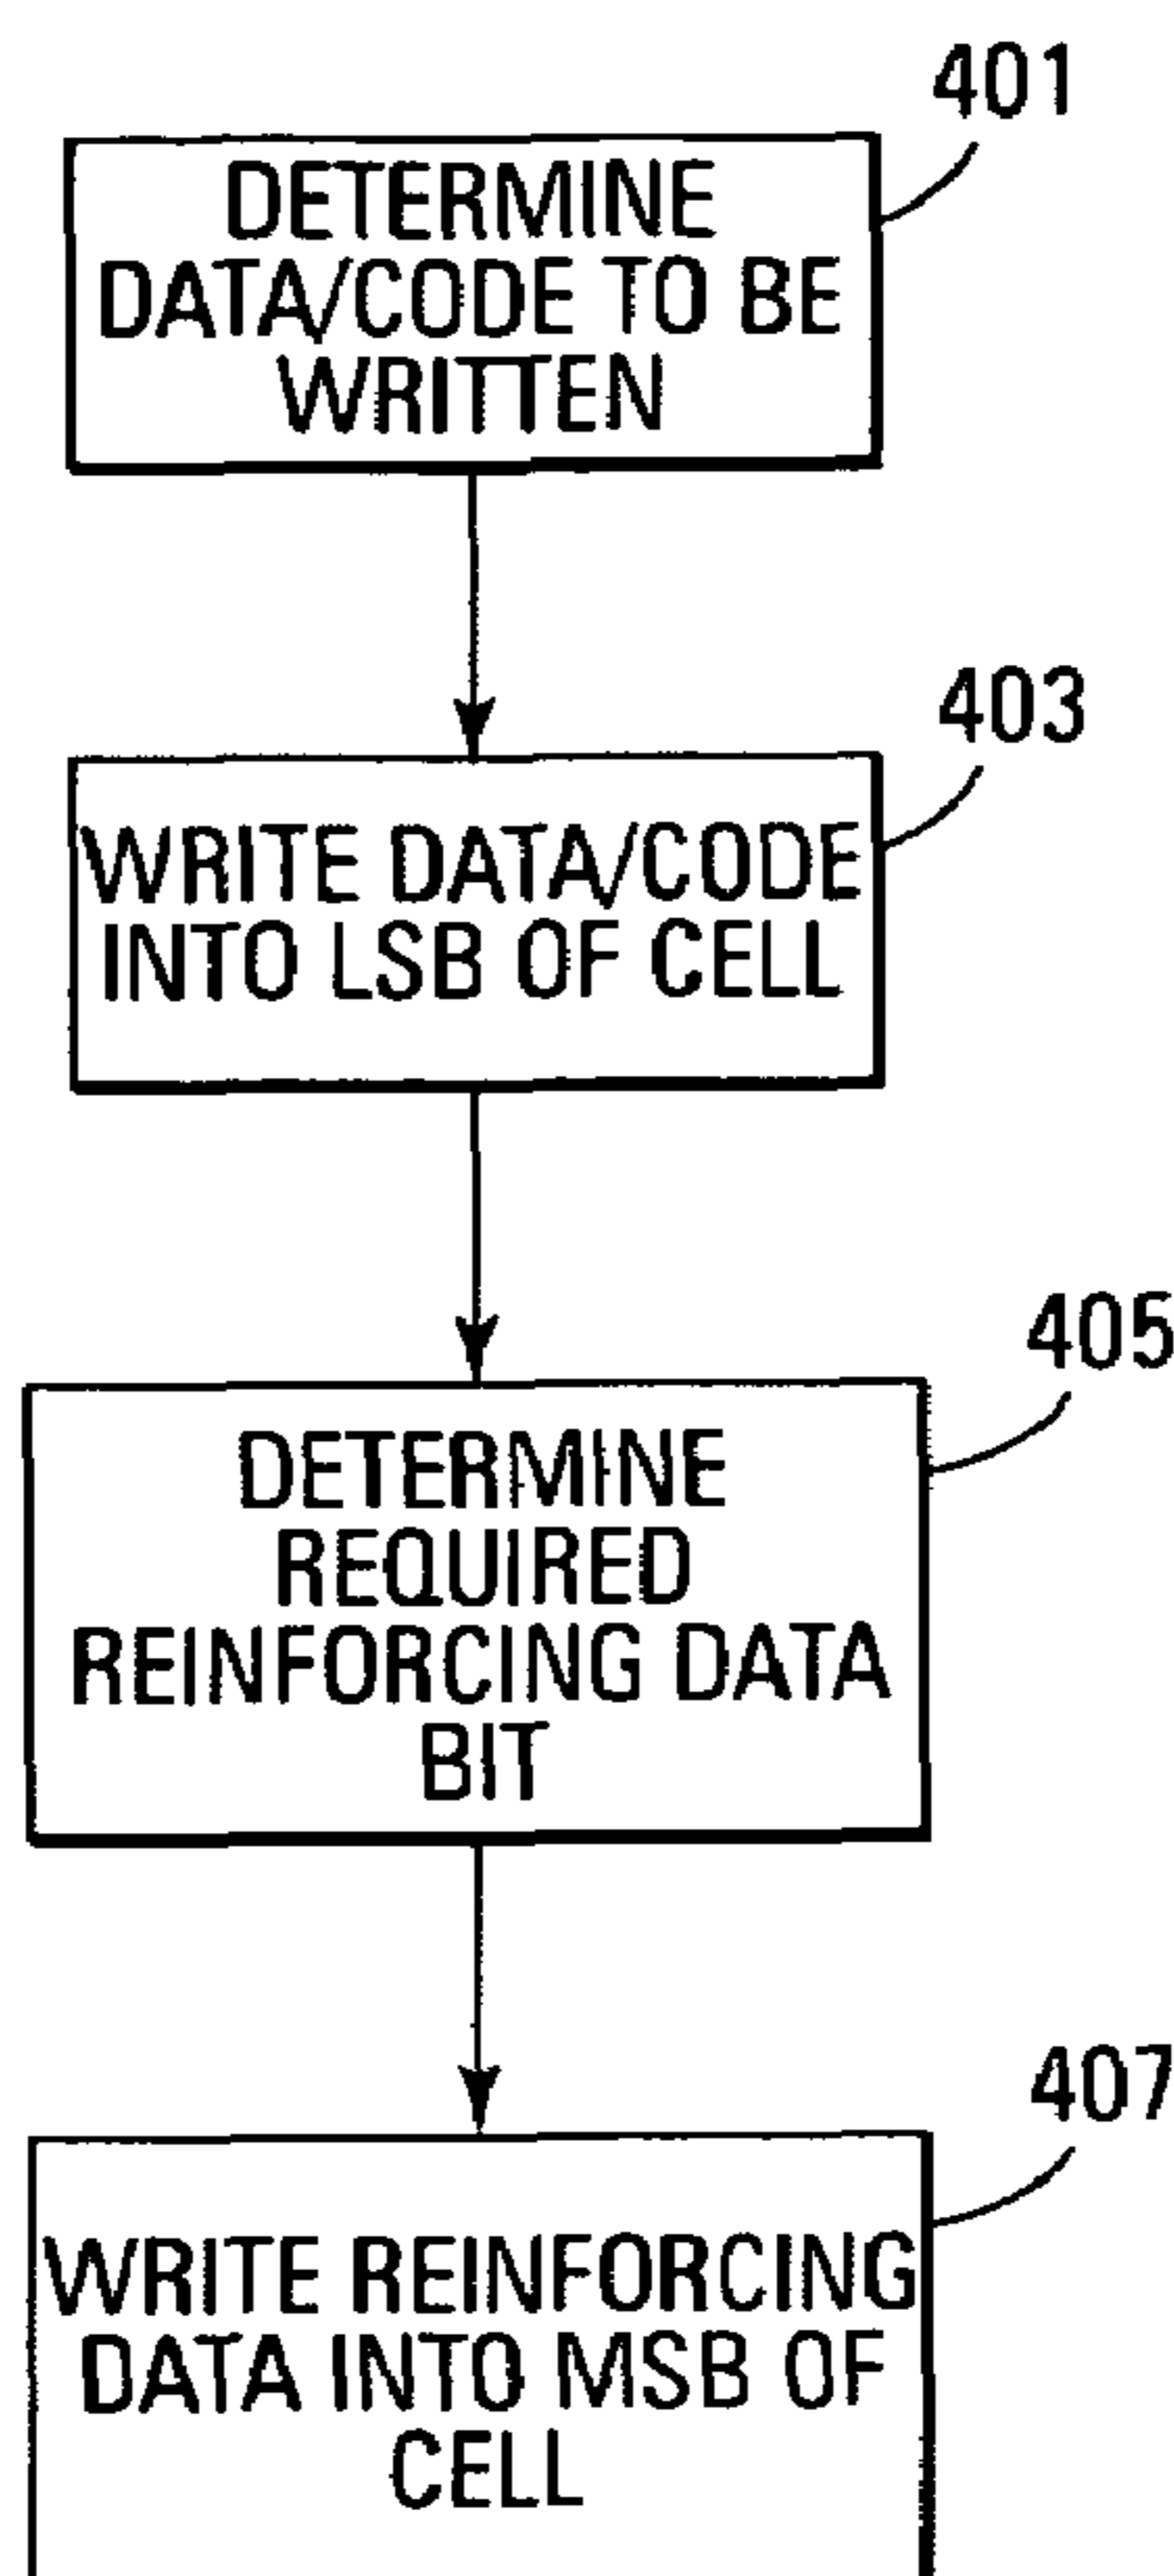 401
DETERMINE
DATA/CODE TO BE
WRITTEN
403
WRITE DATA/CODE
INTO LSB OF CELL
405
DETERMINE
REQUIRED
REINFORCING DATA
BIT
407
WRITE REINFORCING
DATA INTO MSB OF
CELL